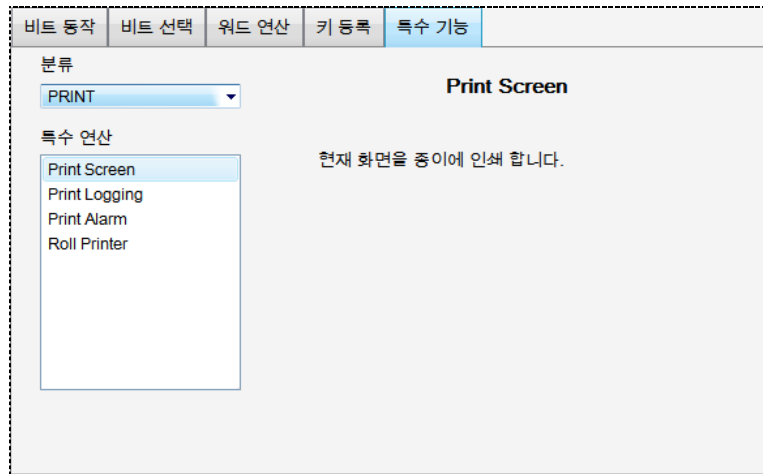 비트 동작 비트 선택 워드 연산 키 등록 특수 기능
분류
PRINT
Print Screen
특수 연산
현재 화면을 종이에 인쇄 합니다.
Print Screen
Print Logging
Print Alarm
Roll Printer